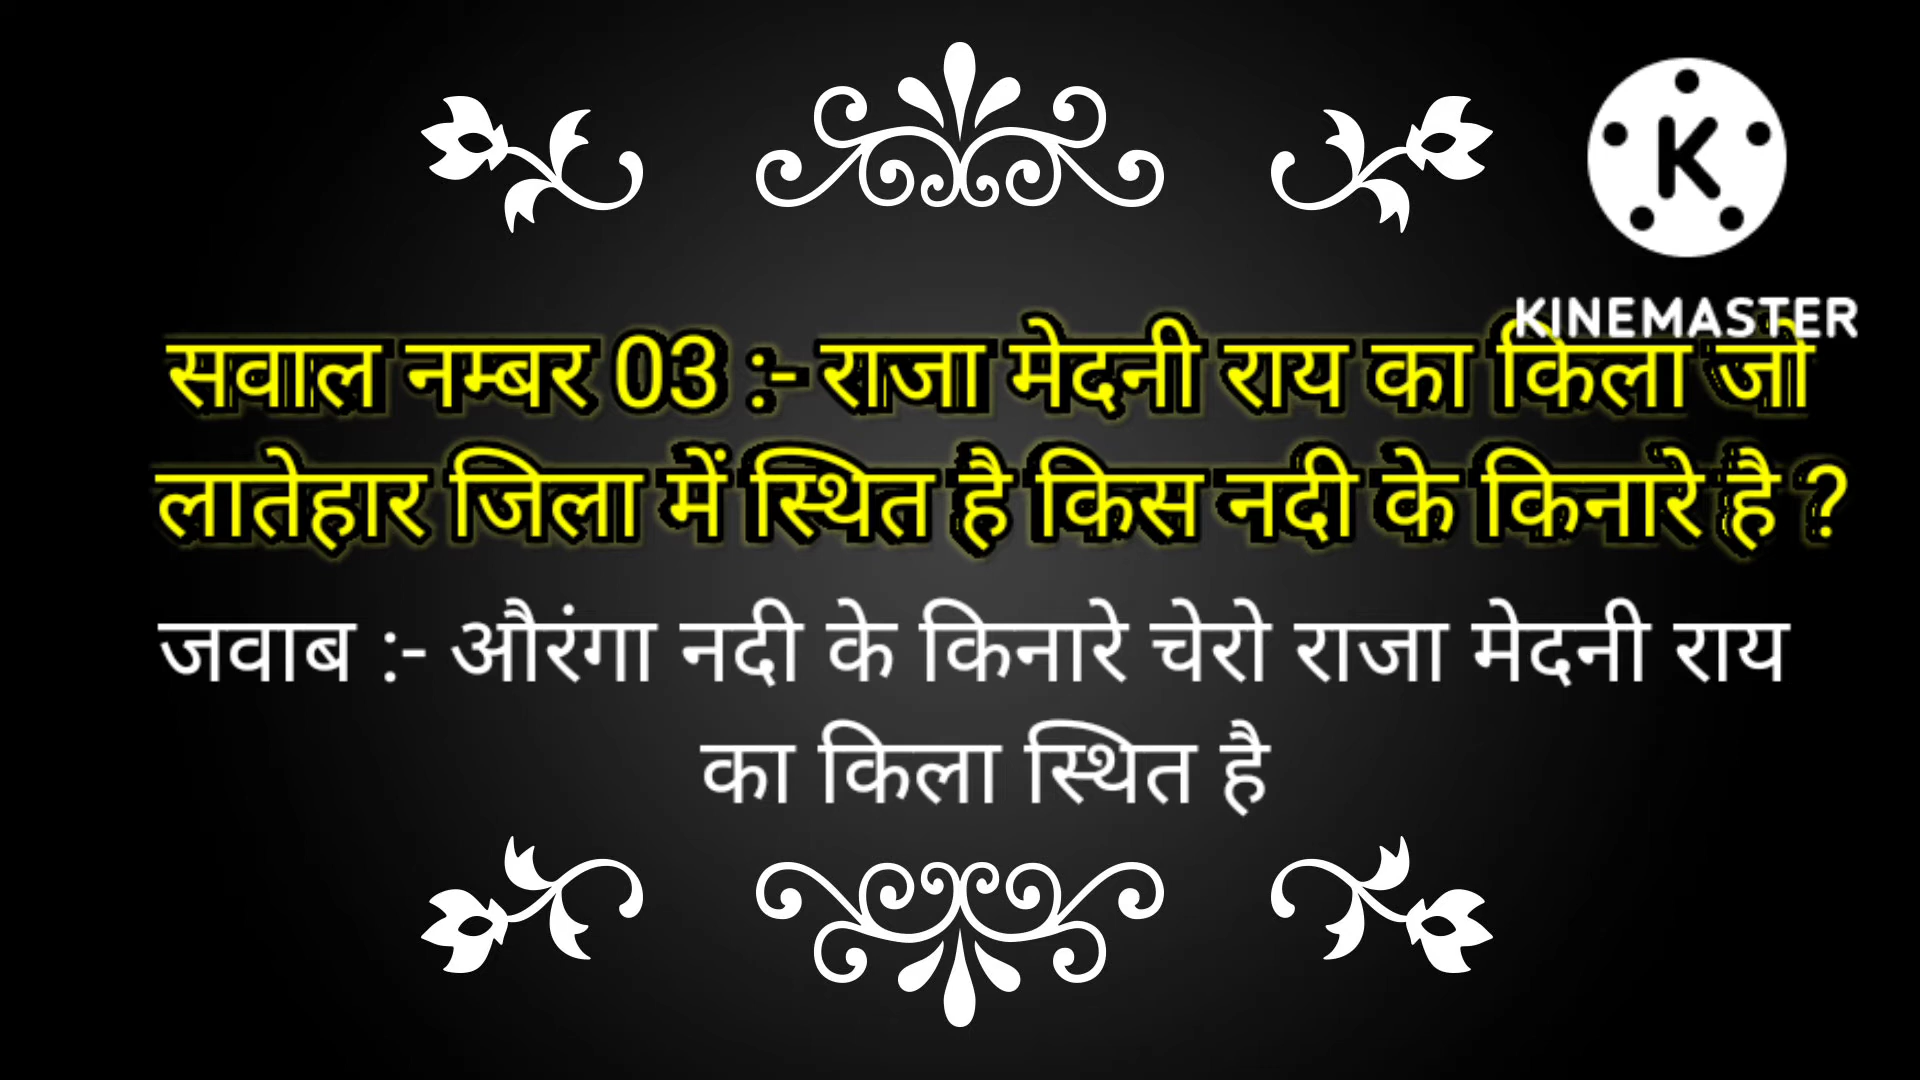 K
KINEMASTER
सवाल नम्बर 03 :- राजा मेदनी राय का किला जो
लातेहार जिला में स्थित है किस नदी के किनारे है ?
जवाब :- औरंगा नदी के किनारे चेरो राजा मेदनी राय
का किला स्थित है